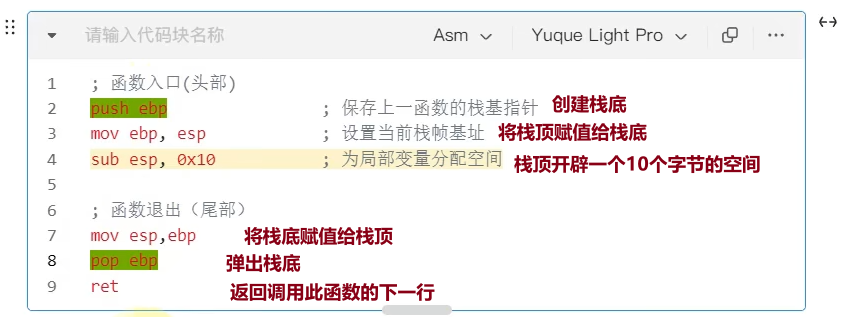 请输入代码块名称 Asm Yuque Light Pro
1 ; 函数入口(头部)
2 push ebp ; 保存上一函数的栈基指针 创建栈底
3 mov ebp, esp ; 设置当前栈帧基址 将栈顶赋值给栈底
4 sub esp, 0x10 ; 为局部变量分配空间 栈顶开辟一个10个字节的空间
5
6 ; 函数退出（尾部）
7 mov esp,ebp 将栈底赋值给栈顶
8 pop ebp 弹出栈底
9 ret 返回调用此函数的下一行